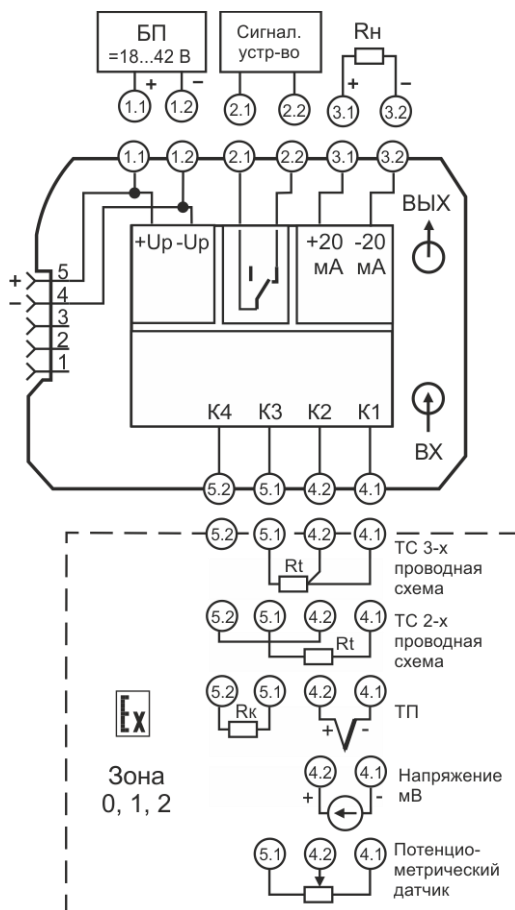 БП
=18...42 В
Сигнал.
устр-во
Rн
+ − + −
1.1 1.2 2.1 2.2 3.1 3.2
1.1 1.2 2.1 2.2 3.1 3.2
ВЫХ
+Up -Up
+20
мА
-20
мА
+ 5
− 4
3
2
1
К4 К3 К2 К1
ВХ
5.2 5.1 4.2 4.1
5.2 5.1 4.2 4.1
Rt
ТС 3-х
проводная
схема
5.2 5.1 4.2 4.1
Rt
ТС 2-х
проводная
схема
5.2 5.1 4.2 4.1
Rк
+ -
ТП
Ex
Зона
0, 1, 2
4.2 4.1
+ -
Напряжение
мВ
5.1 4.2 4.1
Потенцио-
метрический
датчик